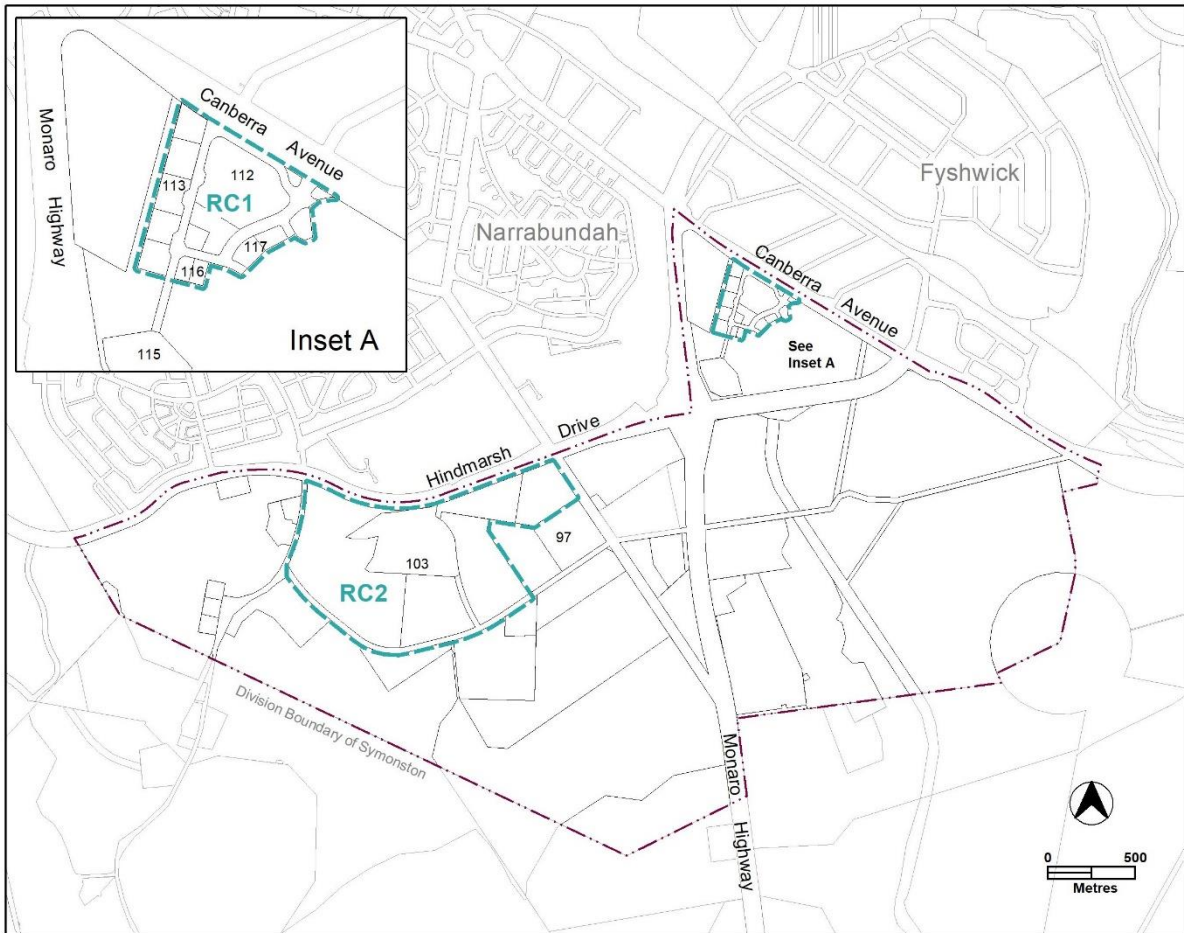 Canberra
Avenue
Monaro
Highway
112
113
RC1
117
116
115
Inset A
Fyshwick
Narrabundah
Canberra
Avenue
See
Inset A
Drive
Hindmarsh
97
103
RC2
Division Boundary of Symonston
Monaro
Highway
0 500
Metres